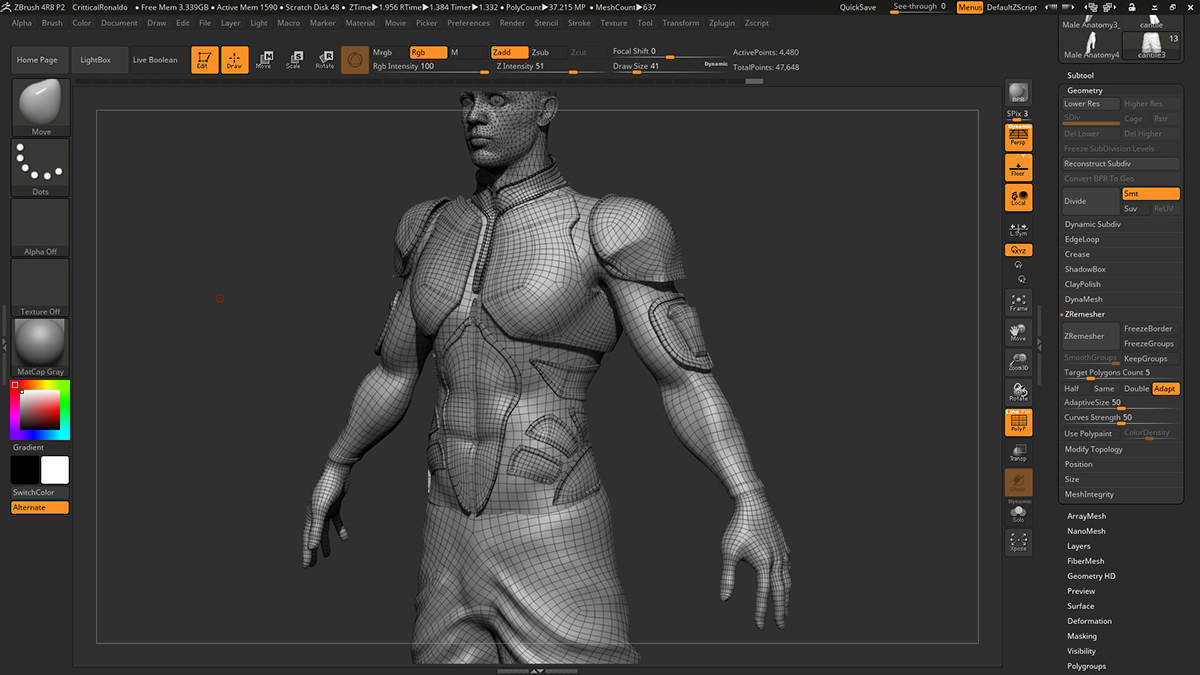 ZBrush 4R8 P2 CritticalRonaldo • Free Mem 3.339GB • Active Mem 1590 • Scratch Disk 48 • ZTime▶1.956 RTime▶1.384 Timer▶1.332 • PolyCount▶37.215 MP • MeshCount▶637 QuickSave See-through 0 Menus DefaultZScript
Alpha Brush Color Document Draw Edit File Layer Light Macro Marker Material Movie Picker Preferences Render Stencil Stroke Texture Tool Transform Zplugin Zscript
Home Page LightBox Live Boolean Edit Draw Move Scale Rotate
Mrgb Rgb M Zadd Zsub Zcut
Rgb Intensity 100 Z Intensity 51
Focal Shift 0
Draw Size 41 Dynamic
ActivePoints: 4,480
TotalPoints: 47,648
Move
Dots
Alpha Off
Texture Off
MatCap Gray
Gradient
SwitchColor
Alternate
BPR
SPix 3
Dynamic
Persp
Floor
Local
L.Sym
XYZ
Frame
Move
Zoom3D
Rotate
Line Fill
PolyF
Transp
Ghost
Dynamic
Solo
Xpose
Male Anatomy3_ candile
13
Male Anatomy4 candile3
Subtool
Geometry
Lower Res Higher Res
SDiv Cage Rstr
Del Lower Del Higher
Freeze SubDivision Levels
Reconstruct Subdiv
Convert BPR To Geo
Divide Smt
Suv ReUV
Dynamic Subdiv
EdgeLoop
Crease
ShadowBox
ClayPolish
DynaMesh
ZRemesher
ZRemesher FreezeBorder
FreezeGroups
SmoothGroups KeepGroups
Target Polygons Count 5
Half Same Double Adapt
AdaptiveSize 50
Curves Strength 50
Use Polypaint ColorDensity
Modify Topology
Position
Size
MeshIntegrity
ArrayMesh
NanoMesh
Layers
FiberMesh
Geometry HD
Preview
Surface
Deformation
Masking
Visibility
Polygroups